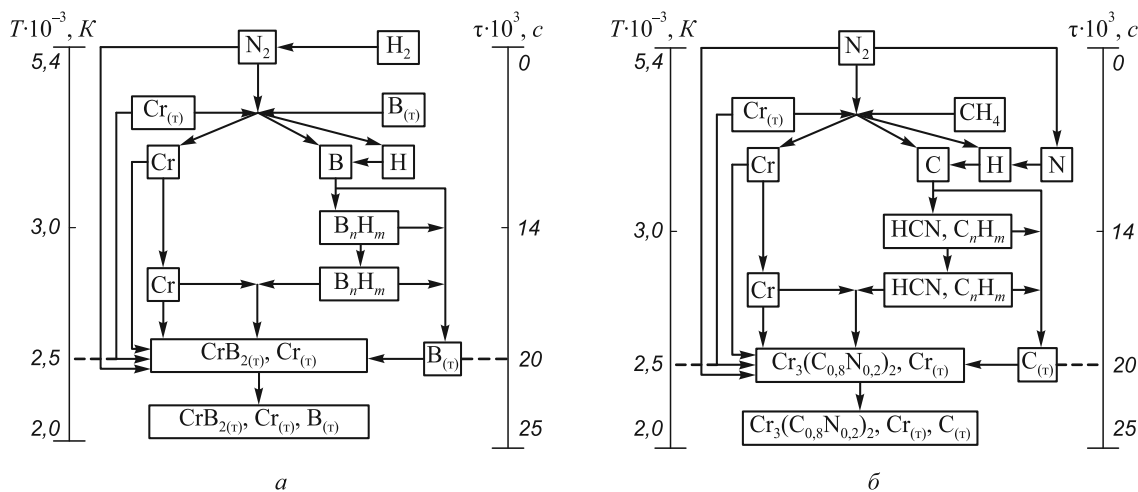 T·10⁻³, К
τ·10³, с
5,4
0
N₂
H₂
Cr₍т₎
B₍т₎
Cr
B
H
3,0
14
BₙHₘ
Cr
BₙHₘ
2,5
20
CrB₂₍т₎, Cr₍т₎
B₍т₎
CrB₂₍т₎, Cr₍т₎, B₍т₎
2,0
25
а
T·10⁻³, К
τ·10³, с
5,4
0
N₂
Cr₍т₎
CH₄
Cr
C
H
N
3,0
14
HCN, CₙHₘ
Cr
HCN, CₙHₘ
2,5
20
Cr₃(C₀,₈N₀,₂)₂, Cr₍т₎
C₍т₎
Cr₃(C₀,₈N₀,₂)₂, Cr₍т₎, C₍т₎
2,0
25
б